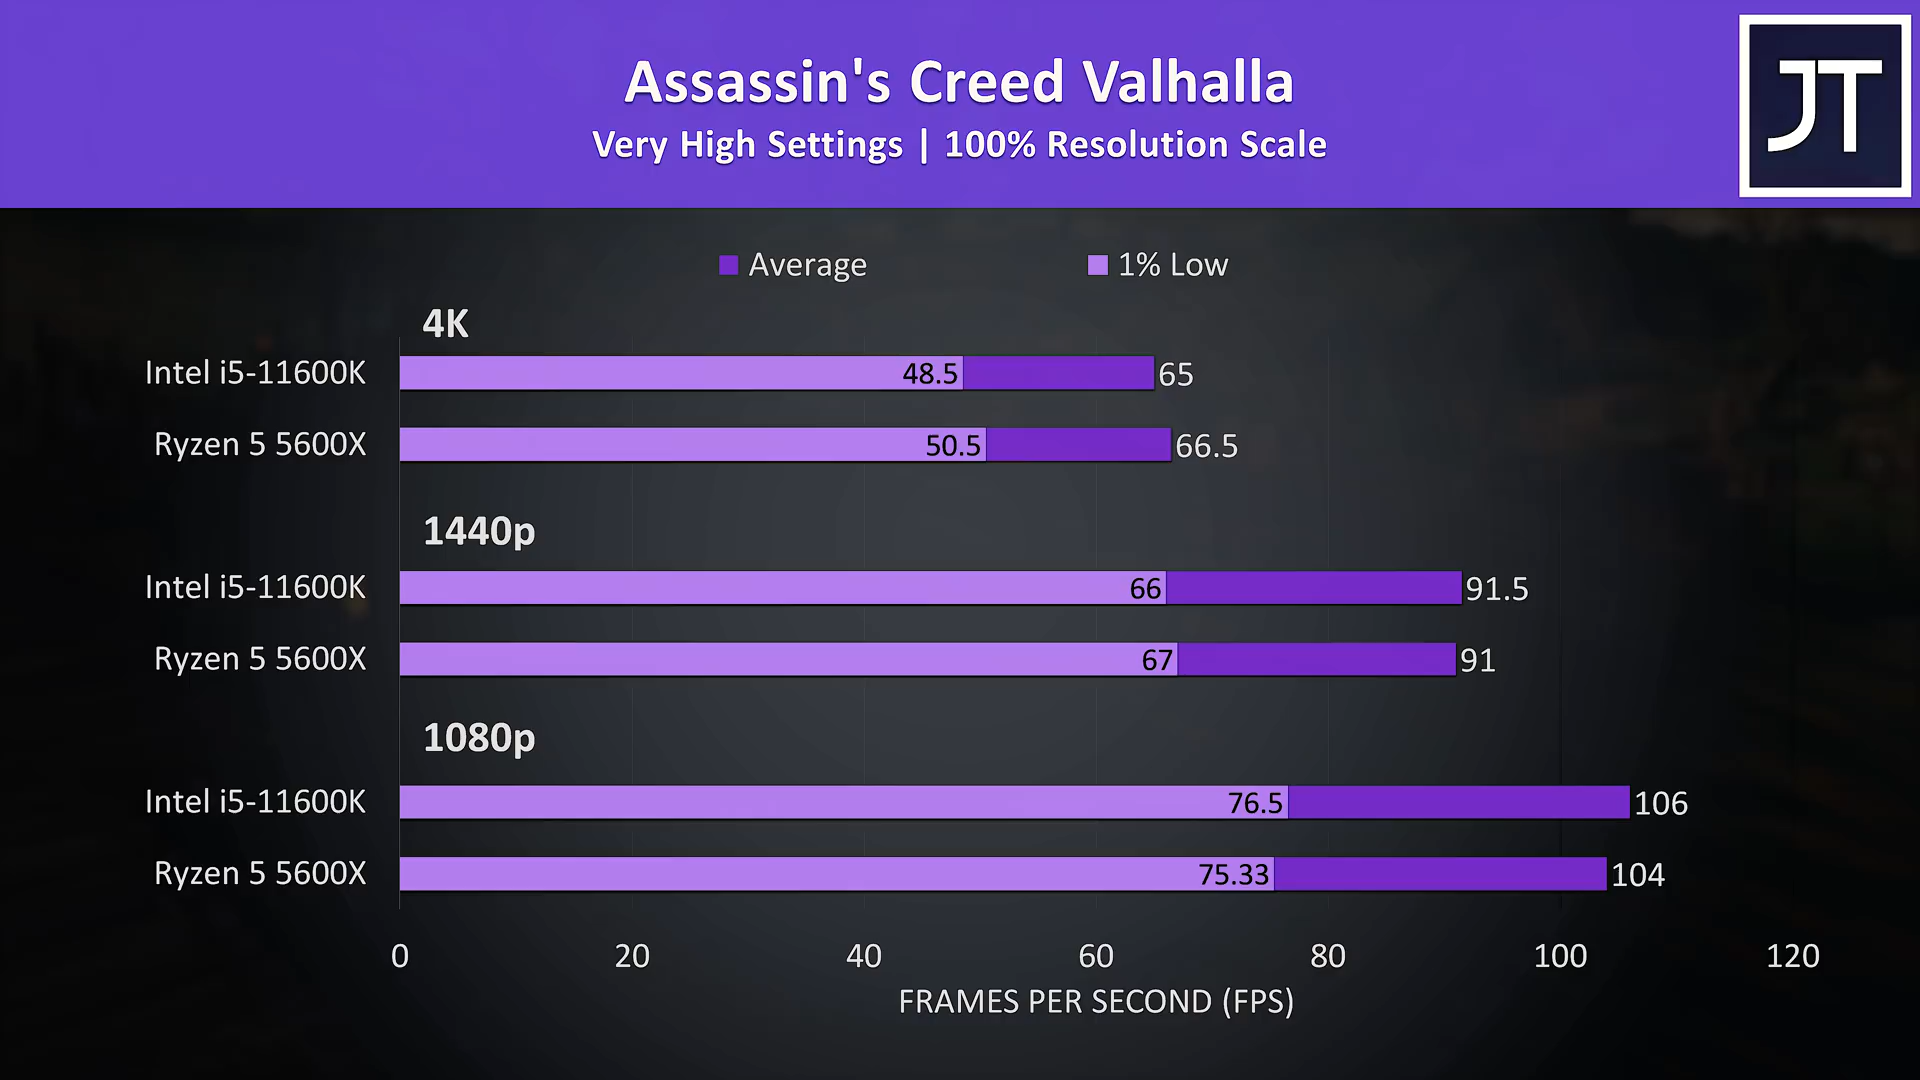 Assassin's Creed Valhalla
Very High Settings | 100% Resolution Scale
JT
Average 1% Low
4K
Intel i5-11600K 48.5 65
Ryzen 5 5600X 50.5 66.5
1440p
Intel i5-11600K 66 91.5
Ryzen 5 5600X 67 91
1080p
Intel i5-11600K 76.5 106
Ryzen 5 5600X 75.33 104
0 20 40 60 80 100 120
FRAMES PER SECOND (FPS)